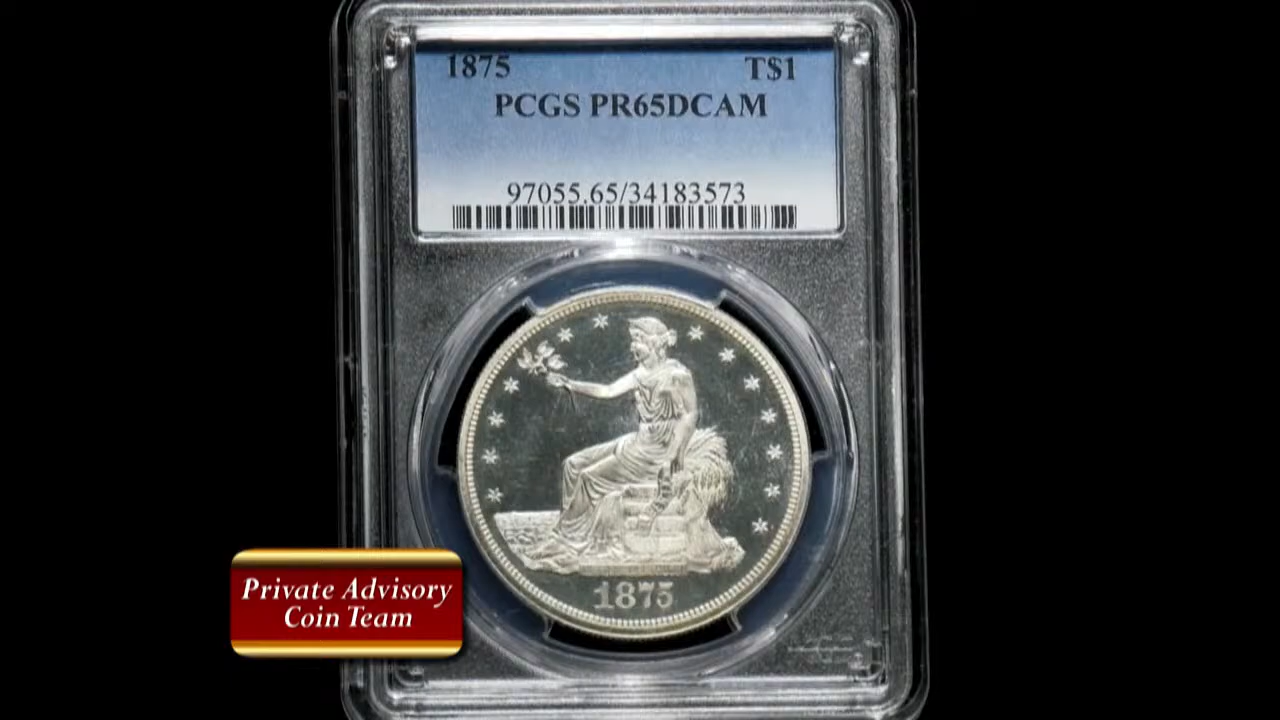 1875 T$1
PCGS PR65DCAM
97055.65/34183573
1875
Private Advisory
Coin Team